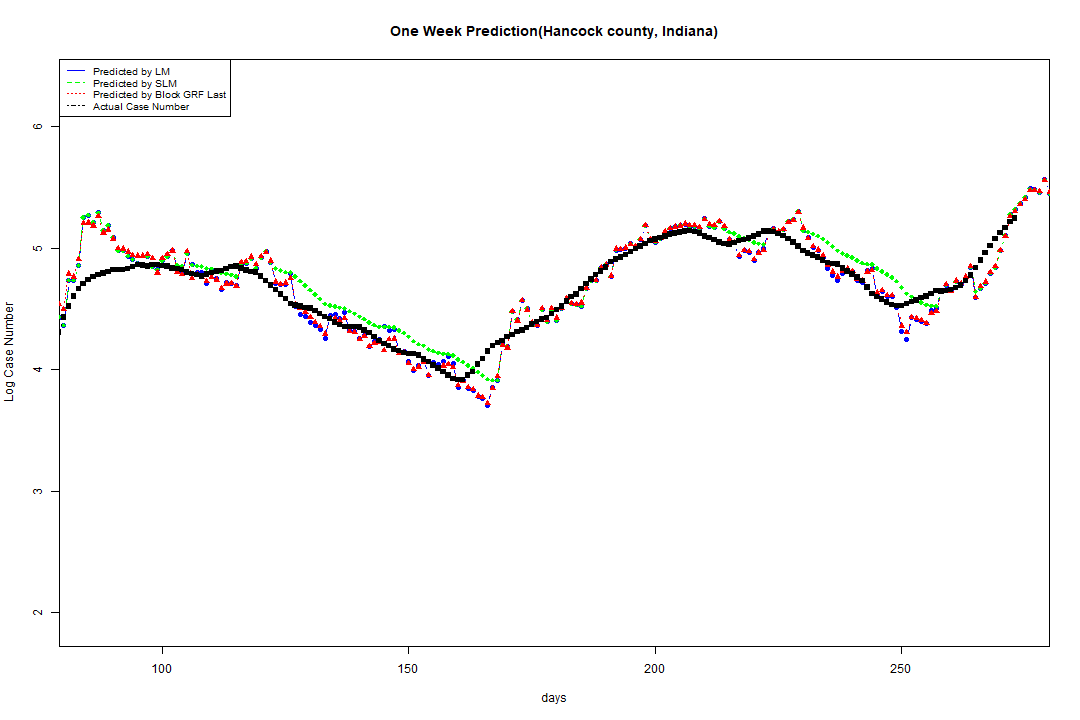 One Week Prediction(Hancock county, Indiana)
Predicted by LM
Predicted by SLM
Predicted by Block GRF Last
Actual Case Number
6
5
4
3
2
Log Case Number
100 150 200 250
days